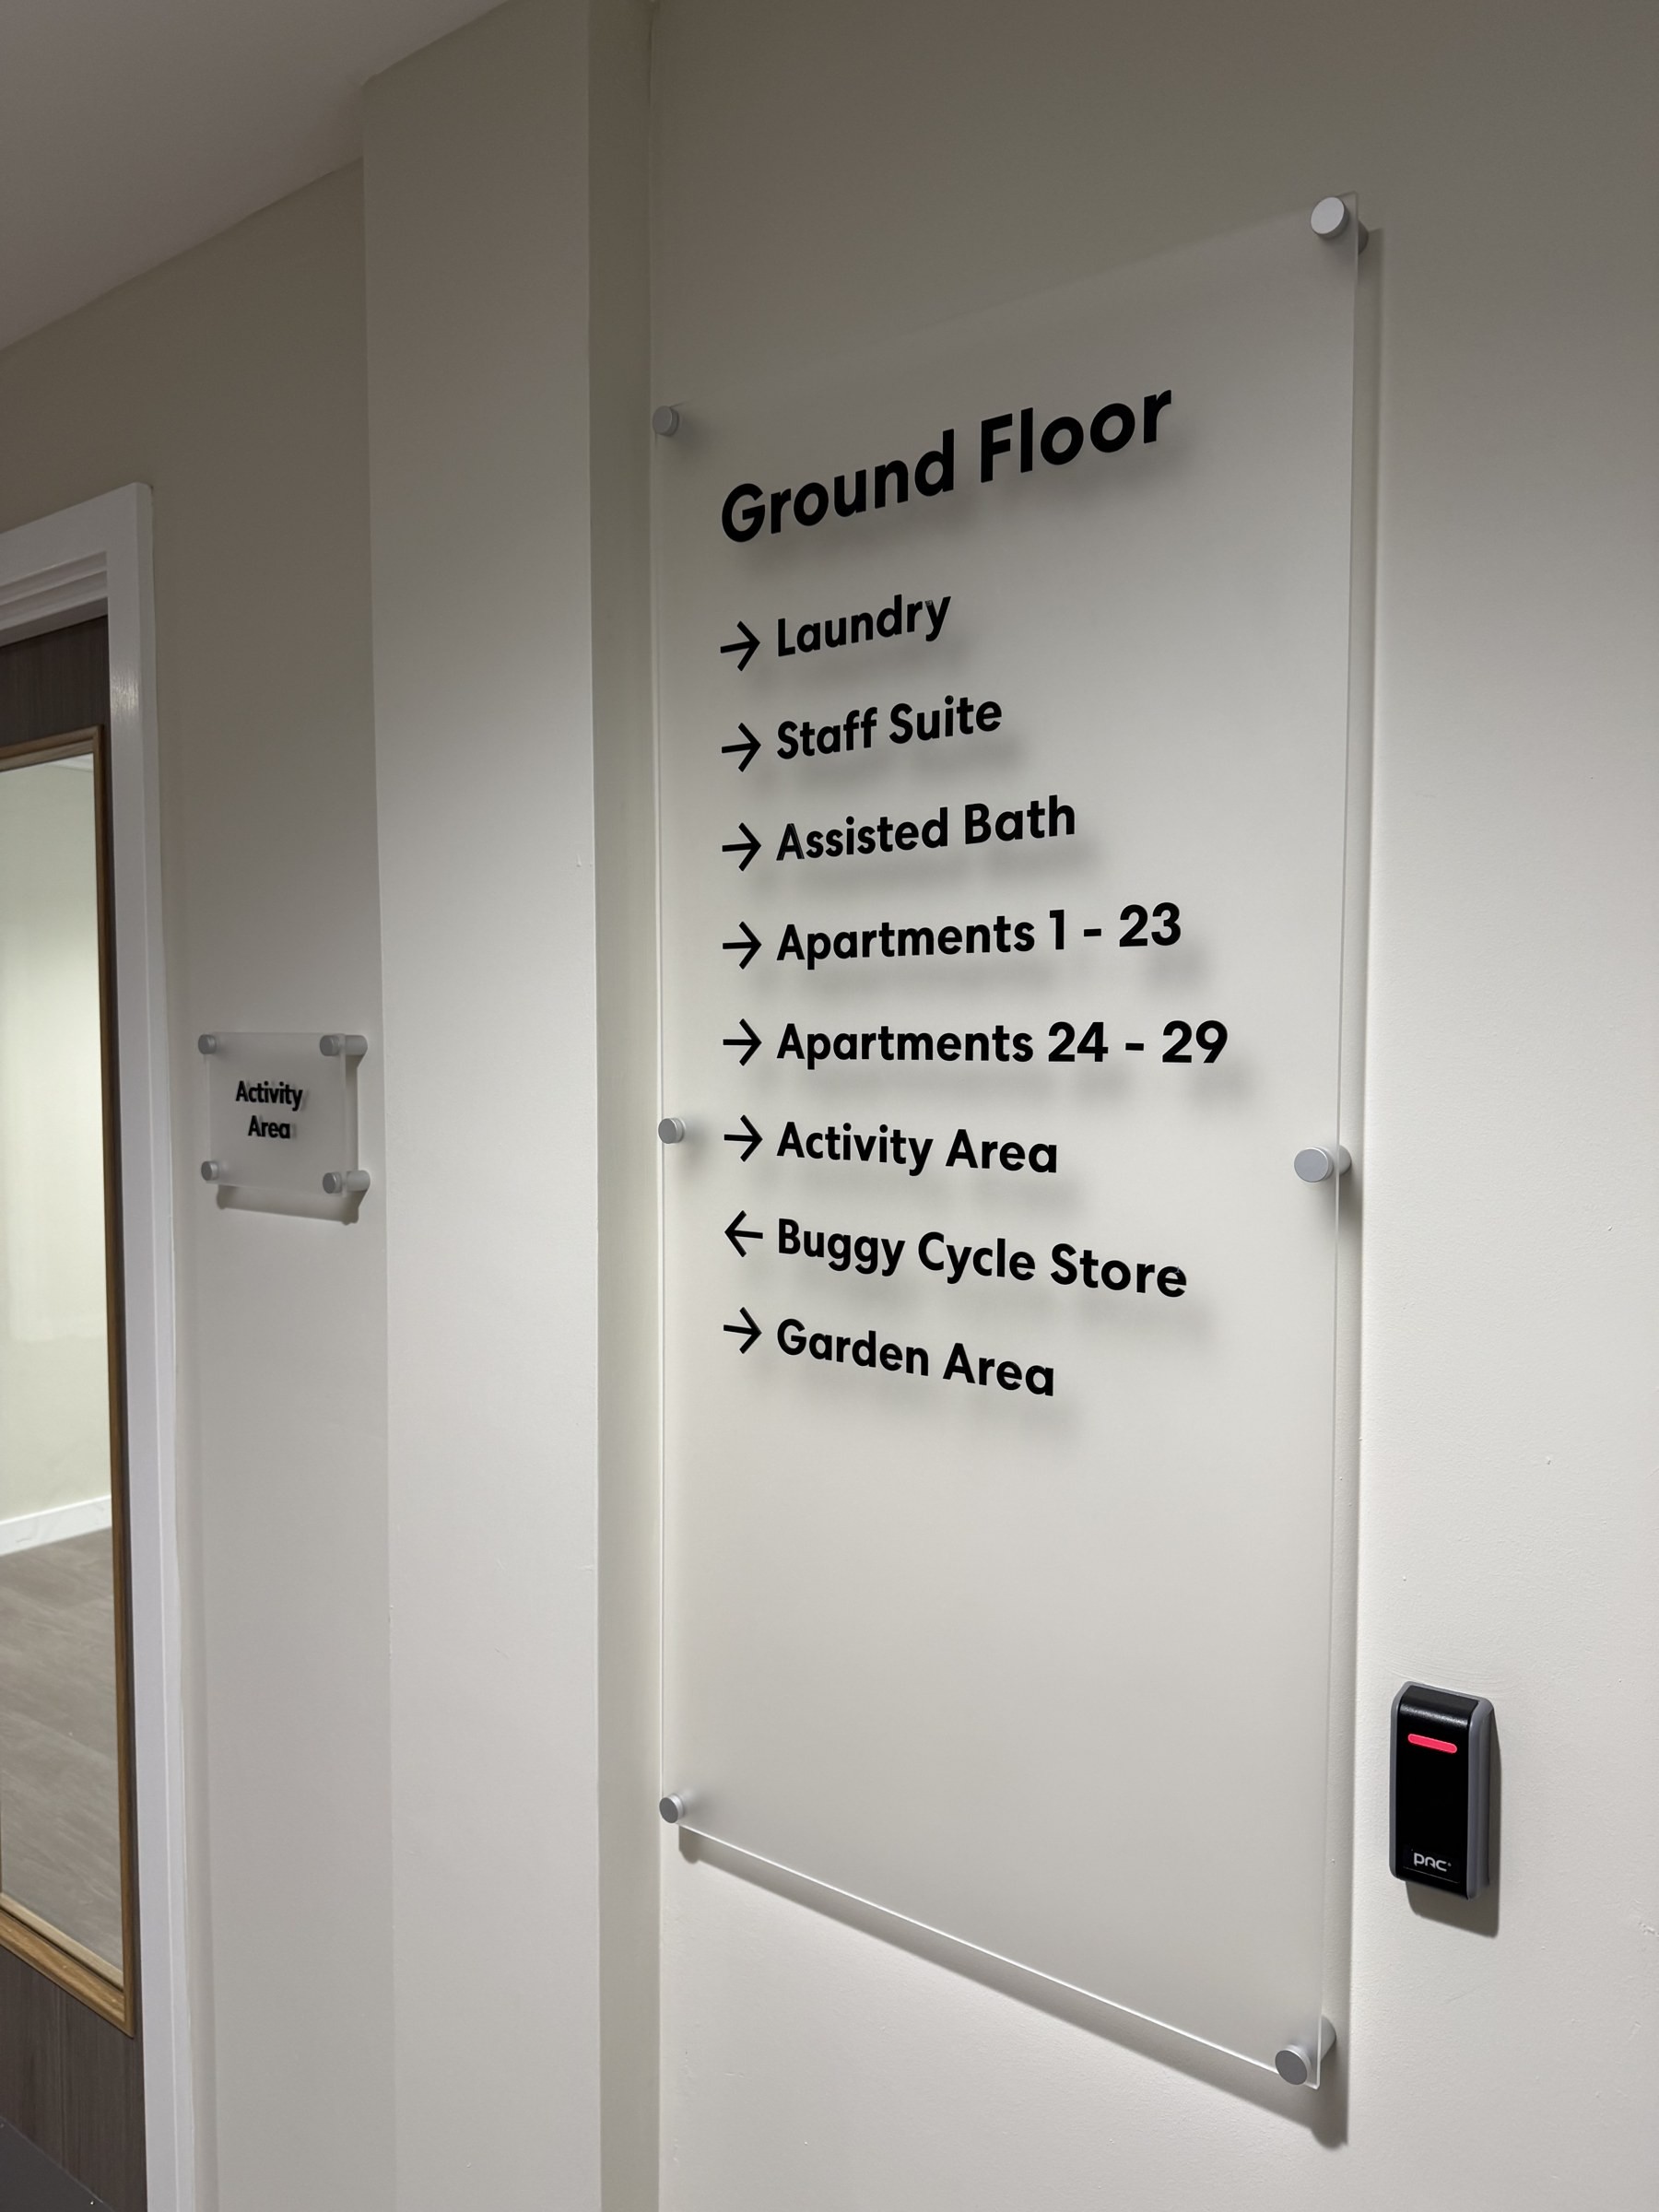 Ground Floor
→ Laundry
→ Staff Suite
→ Assisted Bath
→ Apartments 1 - 23
→ Apartments 24 - 29
→ Activity Area
← Buggy Cycle Store
→ Garden Area
Activity
Area
PAC